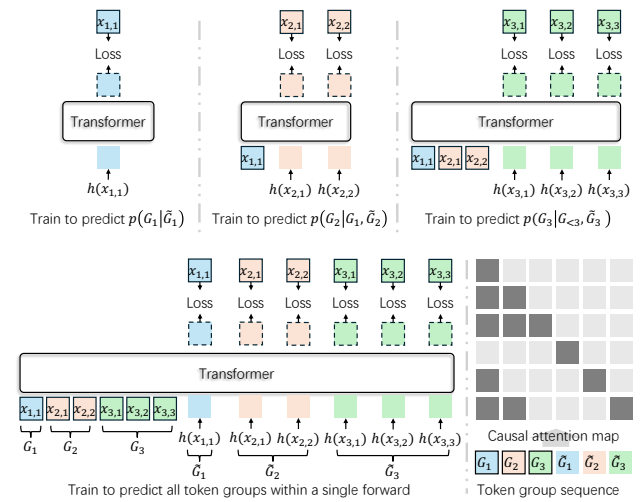 x1,1
x2,1 x2,2
x3,1 x3,2 x3,3
Loss
Loss Loss
Loss Loss Loss
Transformer
Transformer
Transformer
x1,1
x1,1 x2,1 x2,2
h(x1,1)
h(x2,1) h(x2,2)
h(x3,1) h(x3,2) h(x3,3)
Train to predict p(G1|G̃1)
Train to predict p(G2|G1, G̃2)
Train to predict p(G3|G<3, G̃3)
x1,1 x2,1 x2,2 x3,1 x3,2 x3,3
Loss Loss Loss Loss Loss Loss
Transformer
x1,1 x2,1 x2,2 x3,1 x3,2 x3,3
h(x1,1) h(x2,1) h(x2,2) h(x3,1) h(x3,2) h(x3,3)
G1 G2 G3 G̃1 G̃2 G̃3
Train to predict all token groups within a single forward
Causal attention map
G1 G2 G3 G̃1 G̃2 G̃3
Token group sequence